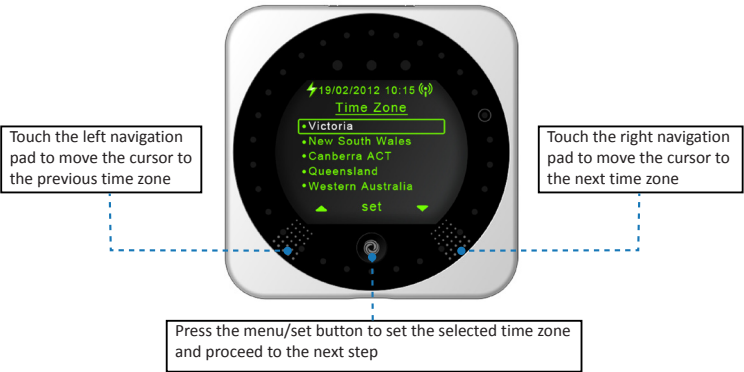 19/02/2012 10:15
Time Zone
•Victoria
•New South Wales
•Canberra ACT
•Queensland
•Western Australia
set
Touch the left navigation
pad to move the cursor to
the previous time zone
Touch the right navigation
pad to move the cursor to
the next time zone
Press the menu/set button to set the selected time zone
and proceed to the next step